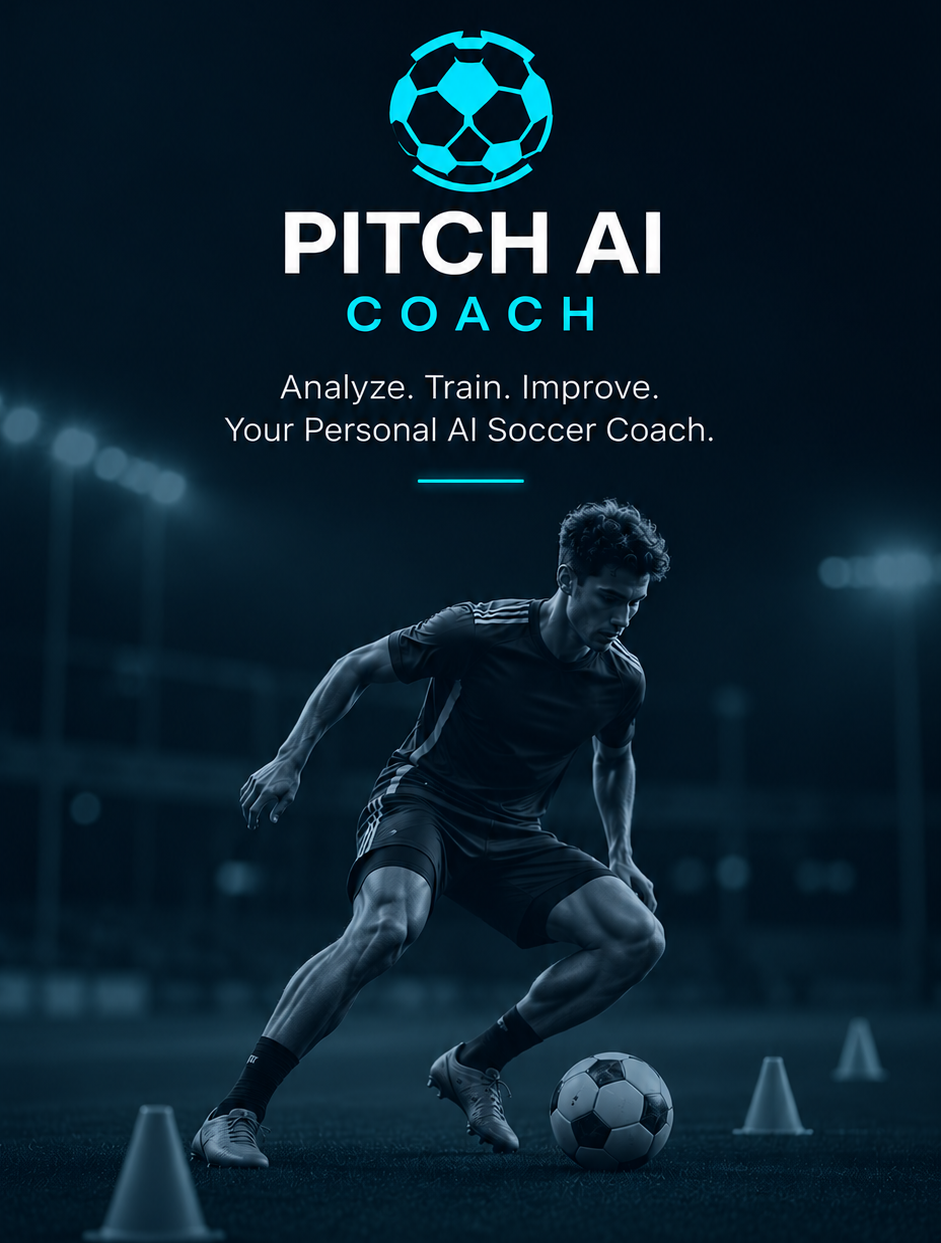 PITCH AI
COACH
Analyze. Train. Improve.
Your Personal AI Soccer Coach.